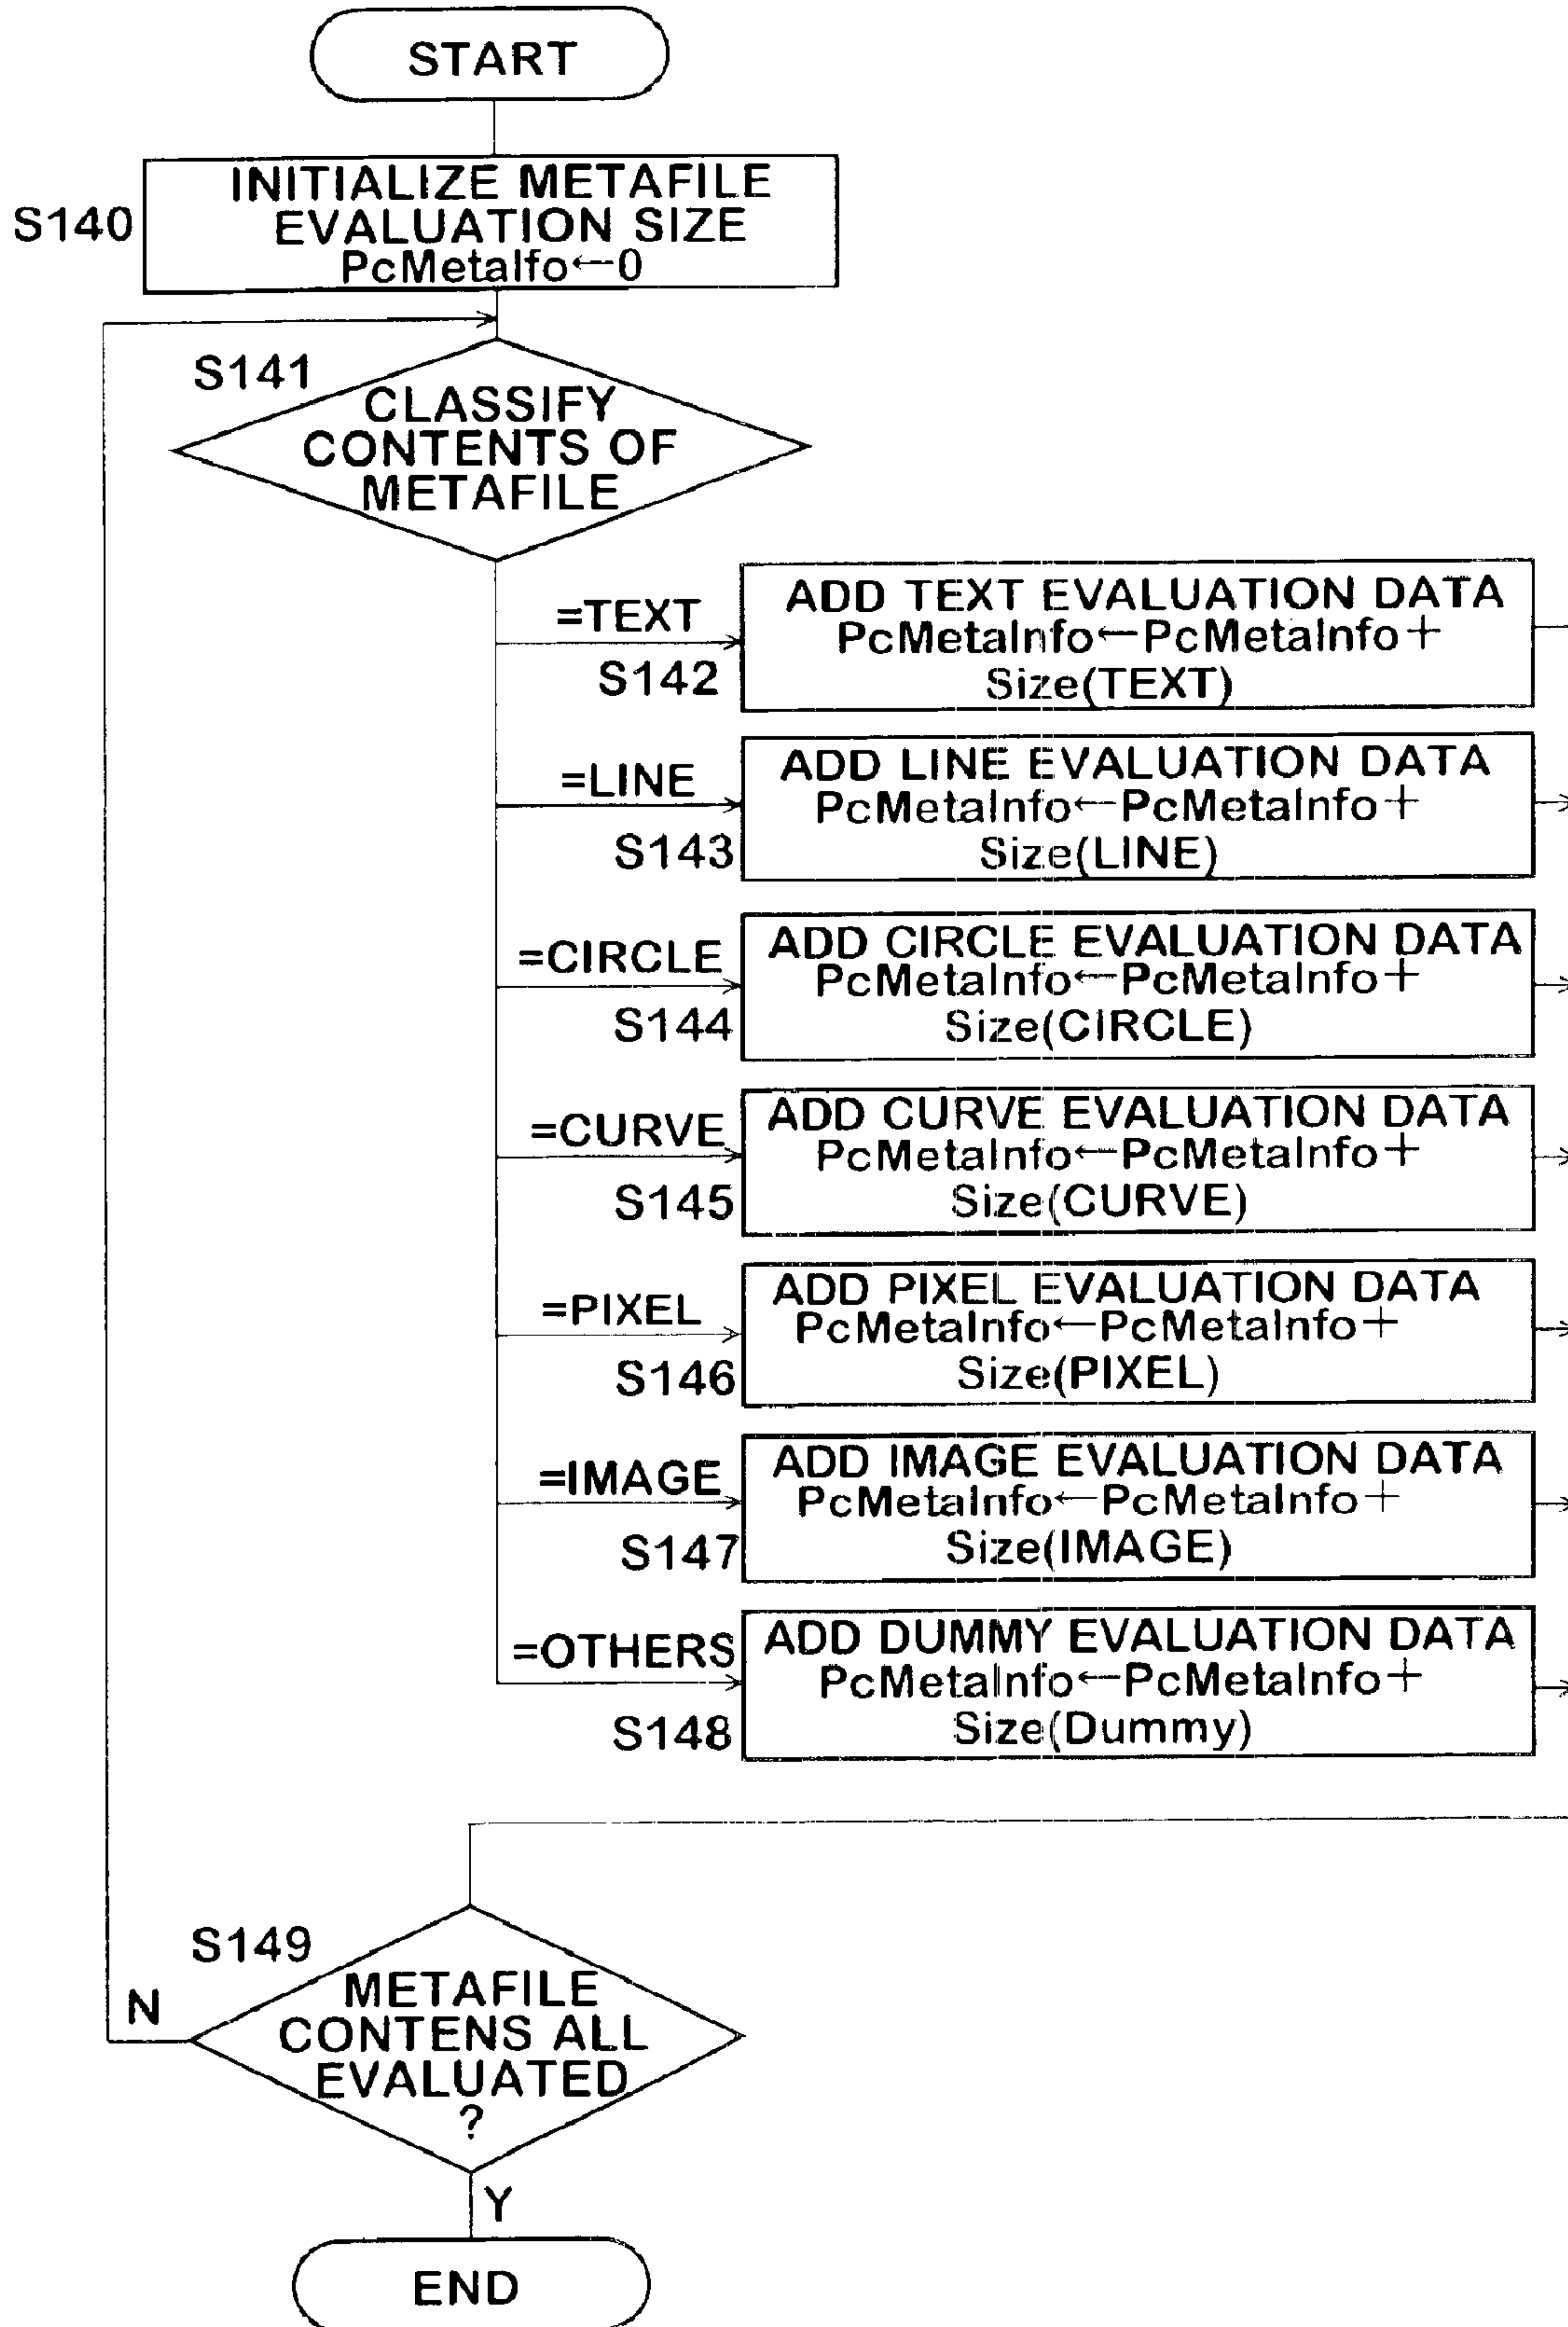 START
INITIALIZE METAFILE
EVALUATION SIZE
PcMetaIfo←0
S140
S141
CLASSIFY
CONTENTS OF
METAFILE
=TEXT
S142
ADD TEXT EVALUATION DATA
PcMetaInfo←PcMetaInfo+
Size(TEXT)
=LINE
S143
ADD LINE EVALUATION DATA
PcMetaInfo←PcMetaInfo+
Size(LINE)
=CIRCLE
S144
ADD CIRCLE EVALUATION DATA
PcMetaInfo←PcMetaInfo+
Size(CIRCLE)
=CURVE
S145
ADD CURVE EVALUATION DATA
PcMetaInfo←PcMetaInfo+
Size(CURVE)
=PIXEL
S146
ADD PIXEL EVALUATION DATA
PcMetaInfo←PcMetaInfo+
Size(PIXEL)
=IMAGE
S147
ADD IMAGE EVALUATION DATA
PcMetaInfo←PcMetaInfo+
Size(IMAGE)
=OTHERS
S148
ADD DUMMY EVALUATION DATA
PcMetaInfo←PcMetaInfo+
Size(Dummy)
S149
METAFILE
CONTENS ALL
EVALUATED
?
N
Y
END